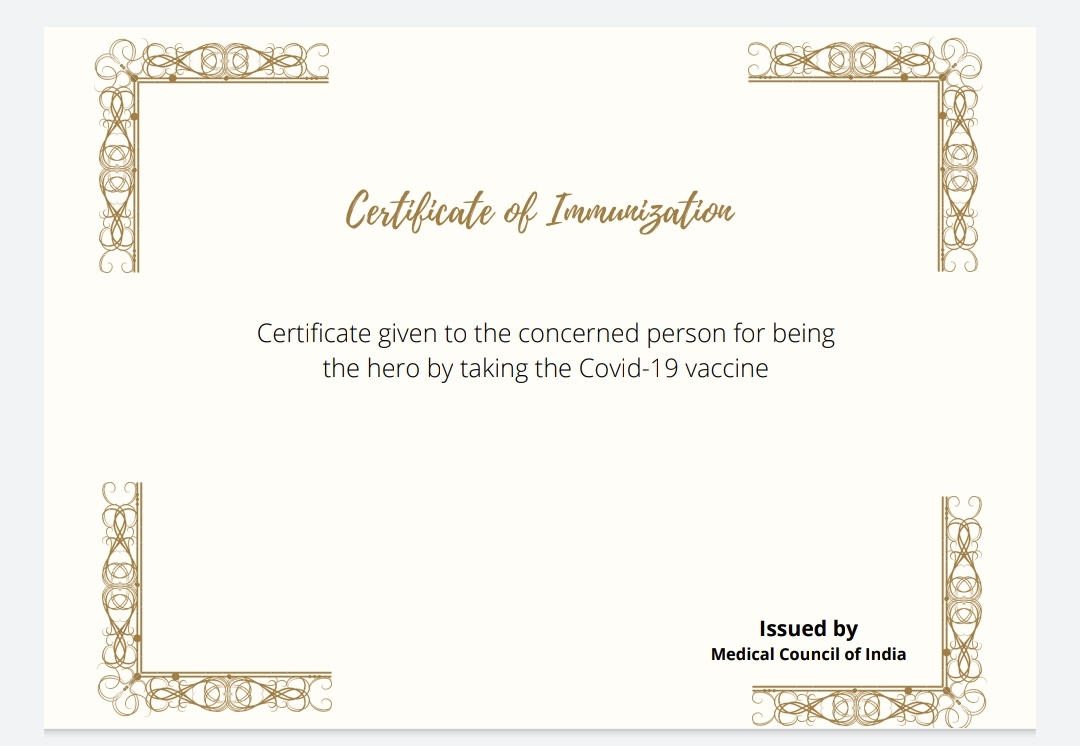 Certificate of Immunization
Certificate given to the concerned person for being
the hero by taking the Covid-19 vaccine
Issued by
Medical Council of India